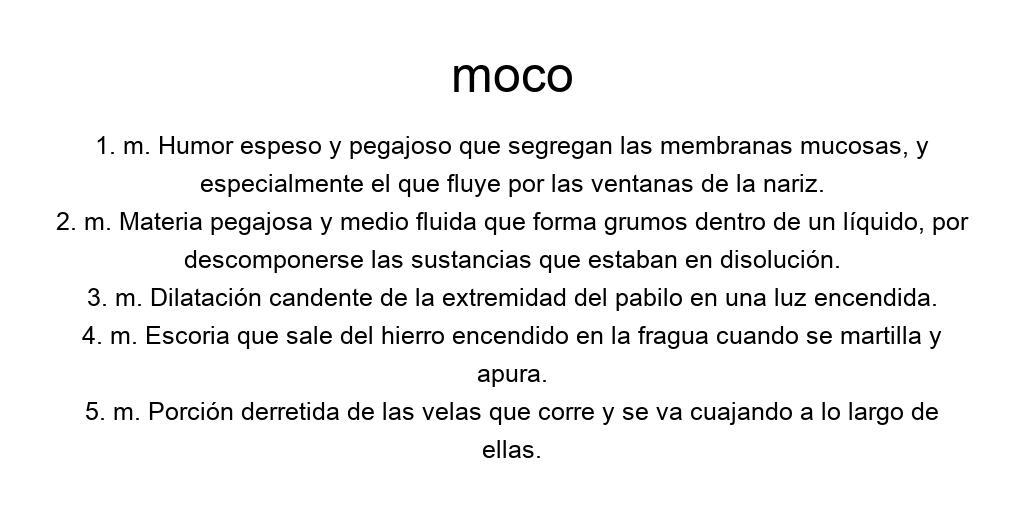 moco
1. m. Humor espeso y pegajoso que segregan las membranas mucosas, y
especialmente el que fluye por las ventanas de la nariz.
2. m. Materia pegajosa y medio fluida que forma grumos dentro de un líquido, por
descomponerse las sustancias que estaban en disolución.
3. m. Dilatación candente de la extremidad del pabilo en una luz encendida.
4. m. Escoria que sale del hierro encendido en la fragua cuando se martilla y
apura.
5. m. Porción derretida de las velas que corre y se va cuajando a lo largo de
ellas.